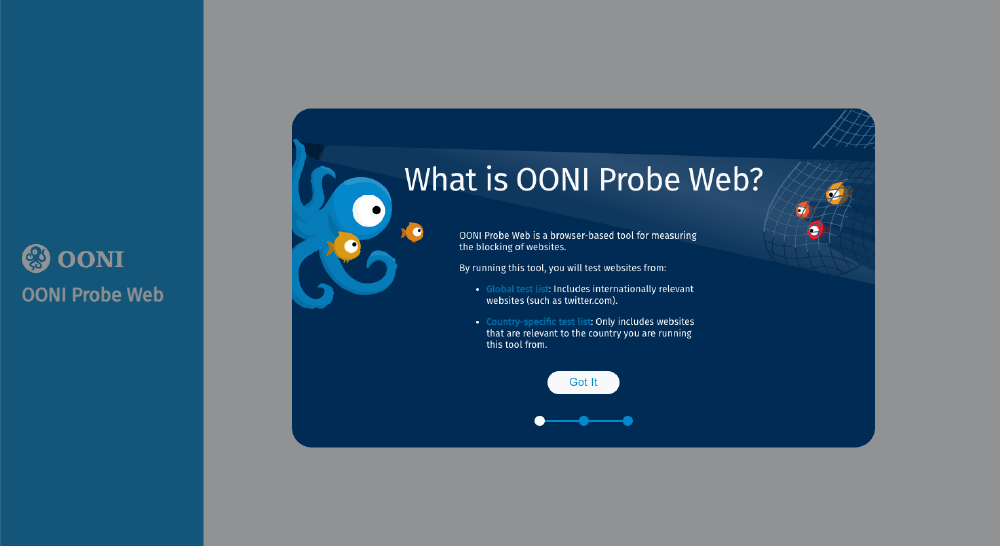 OONI
OONI Probe Web
What is OONI Probe Web?
OONI Probe Web is a browser-based tool for measuring
the blocking of websites.
By running this tool, you will test websites from:
• Global test list: Includes internationally relevant
websites (such as twitter.com).
• Country-specific test list: Only includes websites
that are relevant to the country you are running
this tool from.
Got It